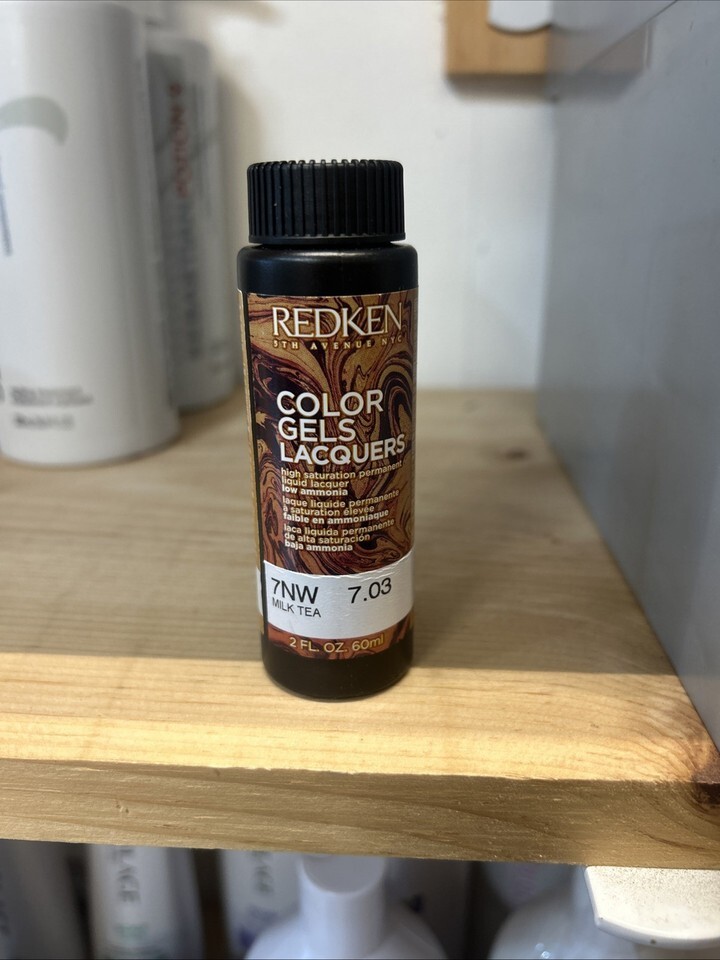 REDKEN
5TH AVENUE NYC
COLOR
GELS
LACQUERS
high saturation permanent
liquid lacquer
low ammonia
laque liquide permanente
à saturation élevée
faible en ammoniaque
laca líquida permanente
de alta saturación
baja ammonia
7NW 7.03
MILK TEA
2 FL. OZ. 60ml